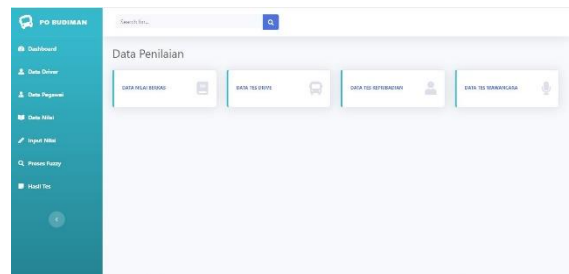 PO BUDIMAN
Search for...
Dashboard
Data Driver
Data Pegawai
Data Nilai
Input Nilai
Proses Fuzzy
Hasil Tes
Data Penilaian
DATA NILAI BERKAS
DATA TES DRIVE
DATA TES KEPRIBADIAN
DATA TES WAWANCARA